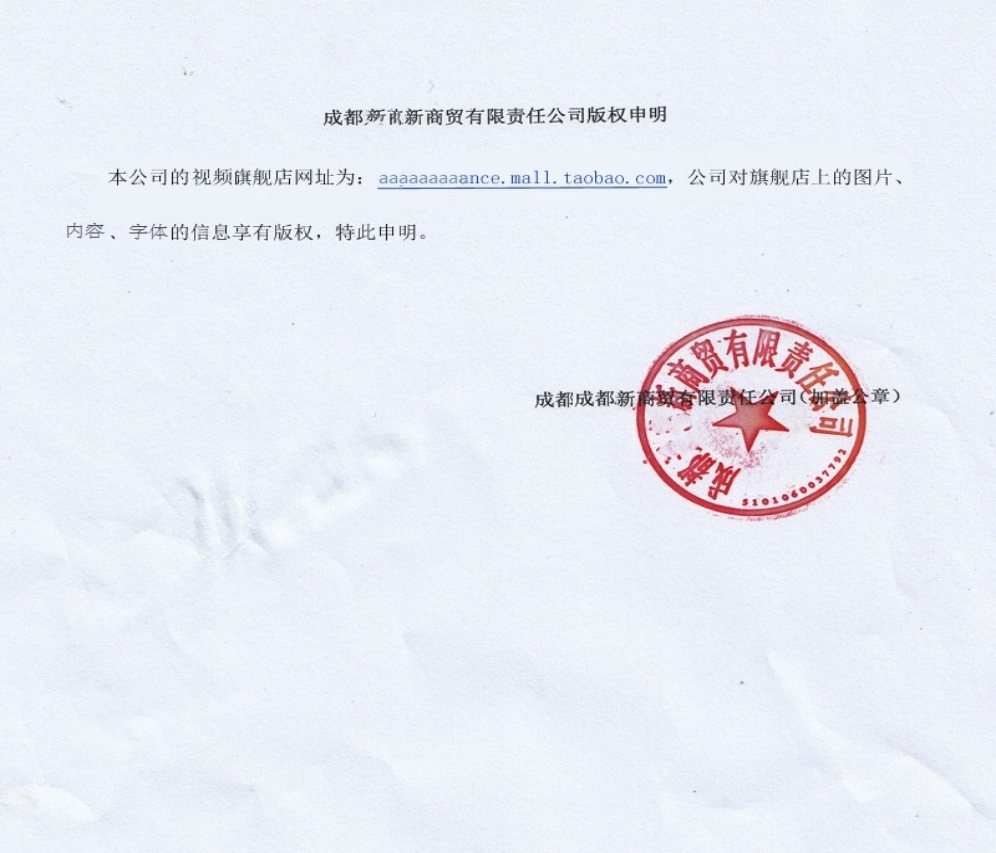 成都新新商贸有限责任公司版权申明
本公司的视频旗舰店网址为：aaaaaaaaance.mall.taobao.com，公司对旗舰店上的图片、
内容、字体的信息享有版权，特此申明。
成都成都新商贸有限责任公司(加盖公章)
成都 商贸有限责任公司
5101060037792